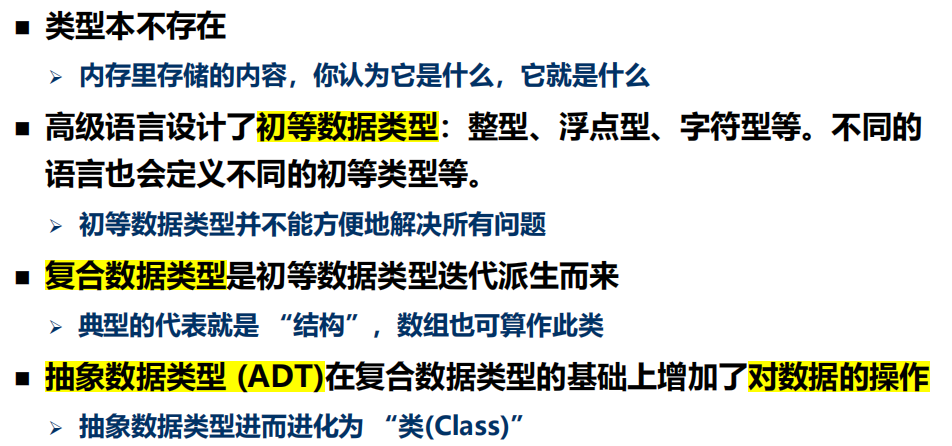 ■ 类型本不存在
➢ 内存里存储的内容，你认为它是什么，它就是什么
■ 高级语言设计了初等数据类型：整型、浮点型、字符型等。不同的
语言也会定义不同的初等类型等。
➢ 初等数据类型并不能方便地解决所有问题
■ 复合数据类型是初等数据类型迭代派生而来
➢ 典型的代表就是 “结构”，数组也可算作此类
■ 抽象数据类型 (ADT)在复合数据类型的基础上增加了对数据的操作
➢ 抽象数据类型进而进化为 “类(Class)”